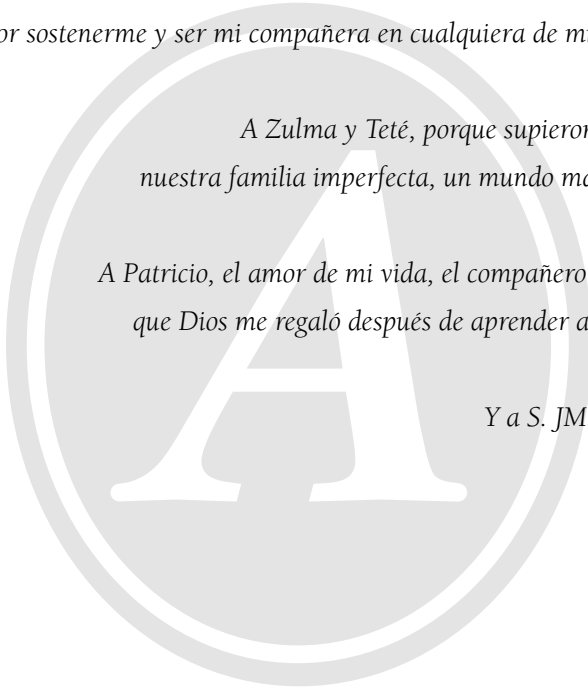 or sostenerme y ser mi compañera en cualquiera de
A Zulma y Teté, porque supieron
nuestra familia imperfecta, un mundo
A Patricio, el amor de mi vida, el compañero
que Dios me regaló después de aprender a
Y a S. JM
A